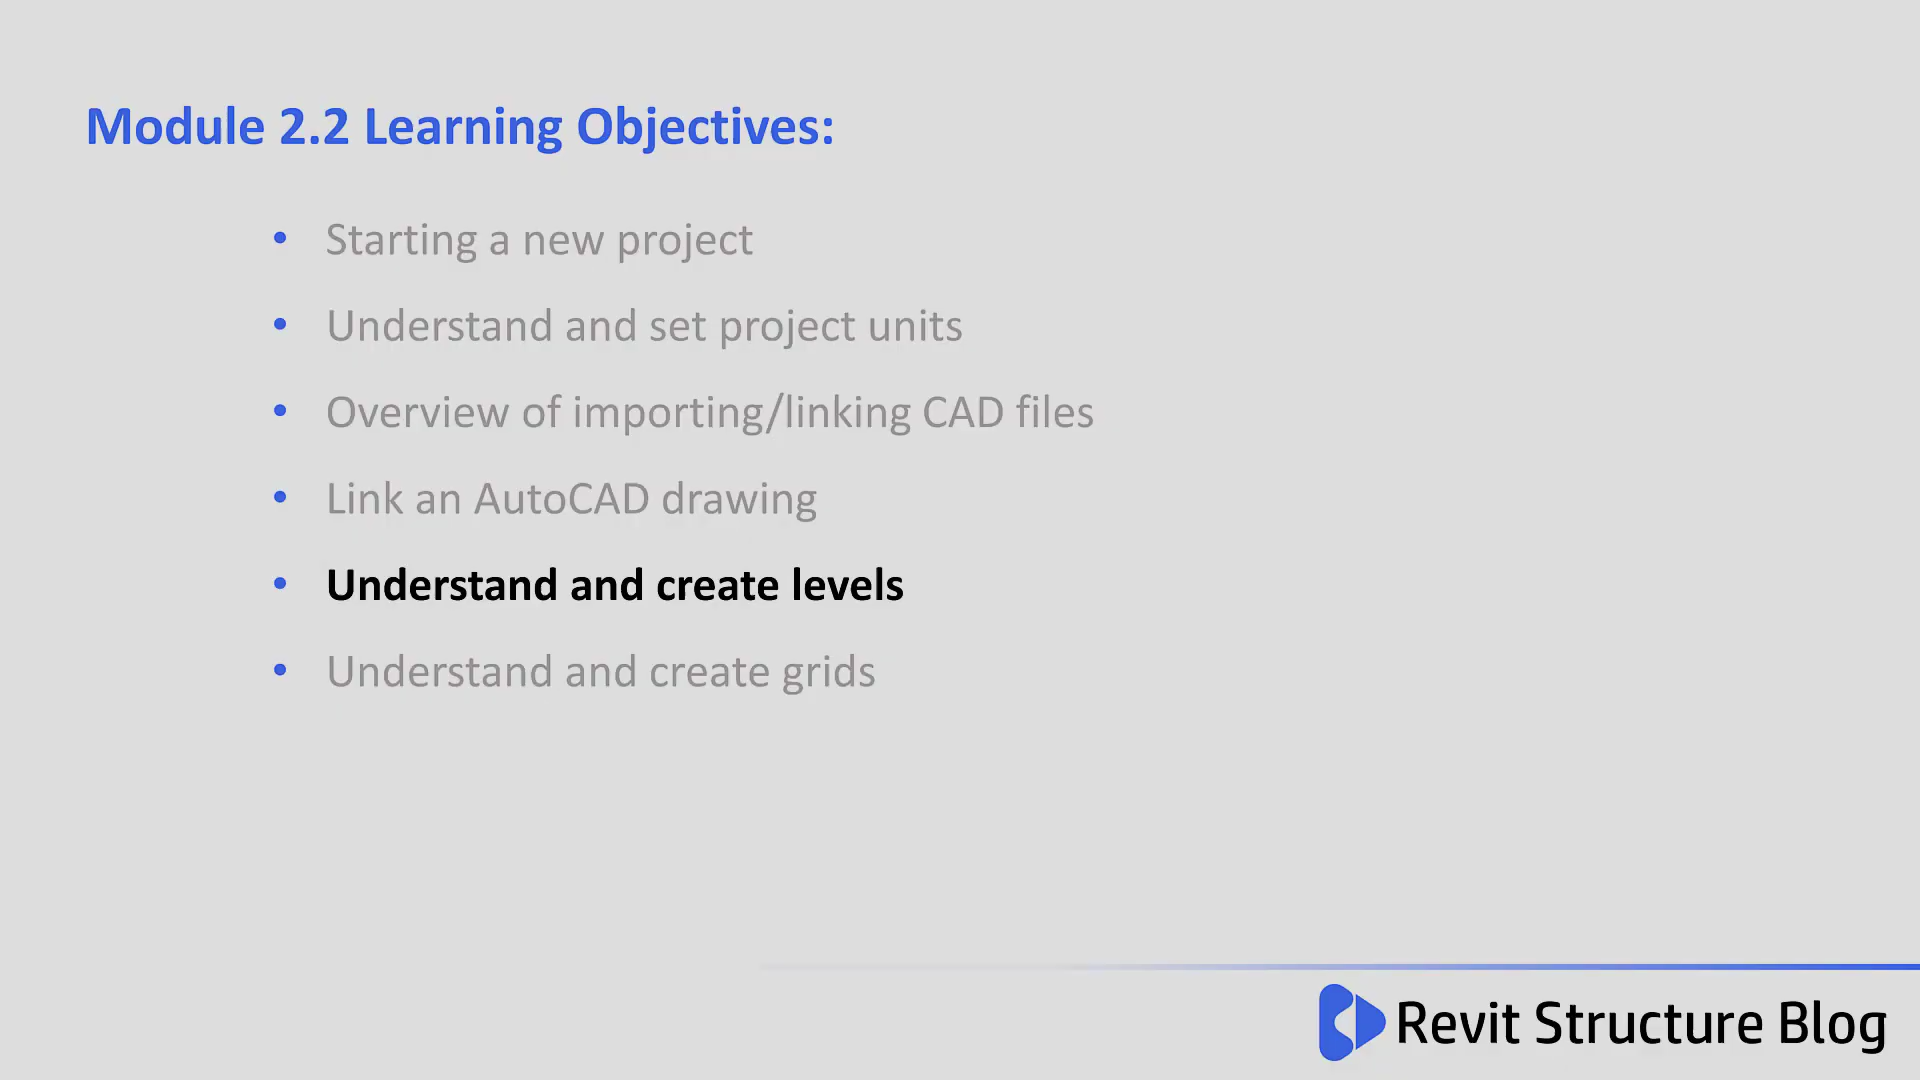 Module 2.2 Learning Objectives:
• Starting a new project
• Understand and set project units
• Overview of importing/linking CAD files
• Link an AutoCAD drawing
• Understand and create levels
• Understand and create grids
Revit Structure Blog